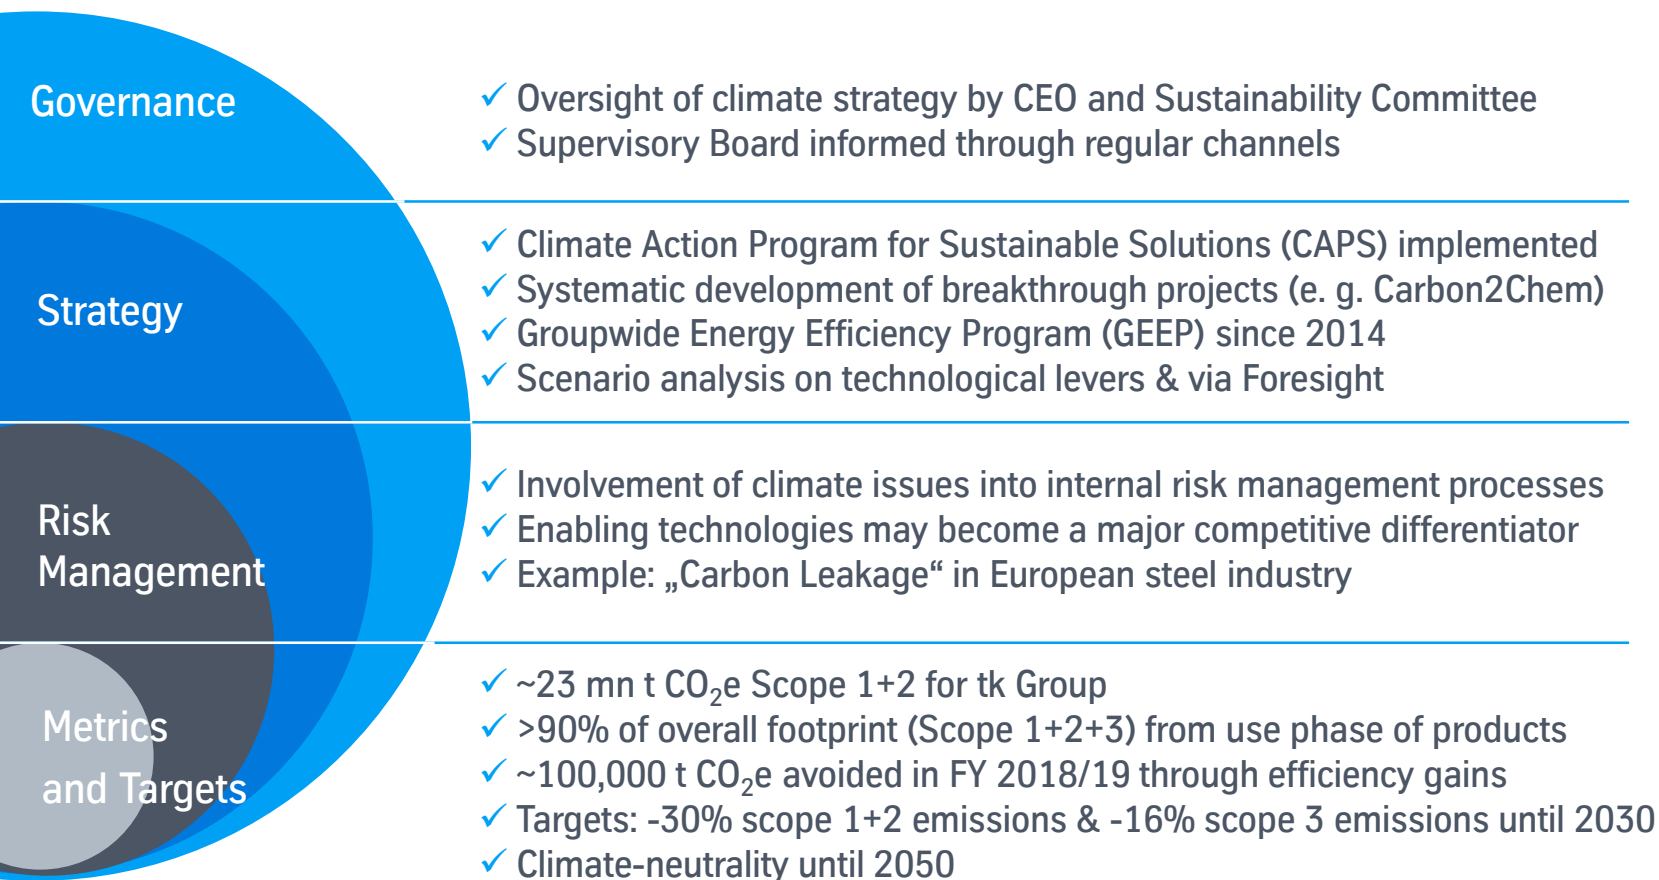 Governance
✓ Oversight of climate strategy by CEO and Sustainability Committee
✓ Supervisory Board informed through regular channels
Strategy
✓ Climate Action Program for Sustainable Solutions (CAPS) implemented
✓ Systematic development of breakthrough projects (e. g. Carbon2Chem)
✓ Groupwide Energy Efficiency Program (GEEP) since 2014
✓ Scenario analysis on technological levers & via Foresight
Risk
Management
✓ Involvement of climate issues into internal risk management processes
✓ Enabling technologies may become a major competitive differentiator
✓ Example: „Carbon Leakage“ in European steel industry
Metrics
and Targets
✓ ~23 mn t CO₂e Scope 1+2 for tk Group
✓ >90% of overall footprint (Scope 1+2+3) from use phase of products
✓ ~100,000 t CO₂e avoided in FY 2018/19 through efficiency gains
✓ Targets: -30% scope 1+2 emissions & -16% scope 3 emissions until 2030
✓ Climate-neutrality until 2050